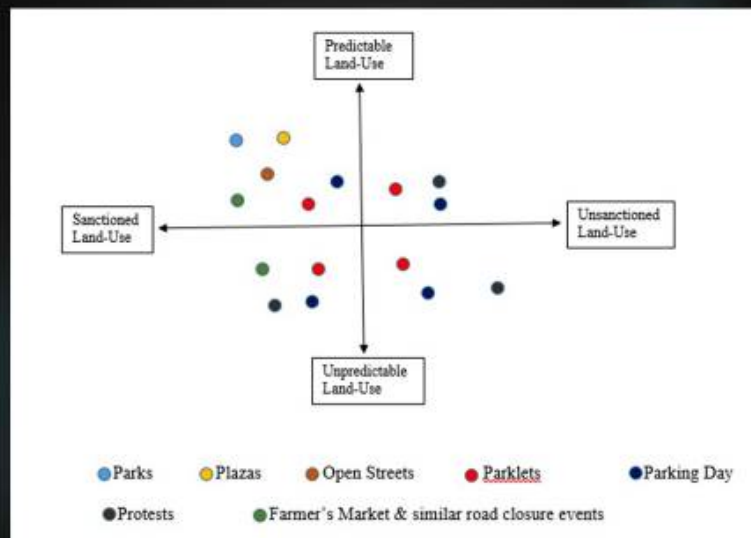 Predictable
Land-Use
Sanctioned
Land-Use
Unsanctioned
Land-Use
Unpredictable
Land-Use
Parks
Plazas
Open Streets
Parklets
Parking Day
Protests
Farmer's Market & similar road closure events